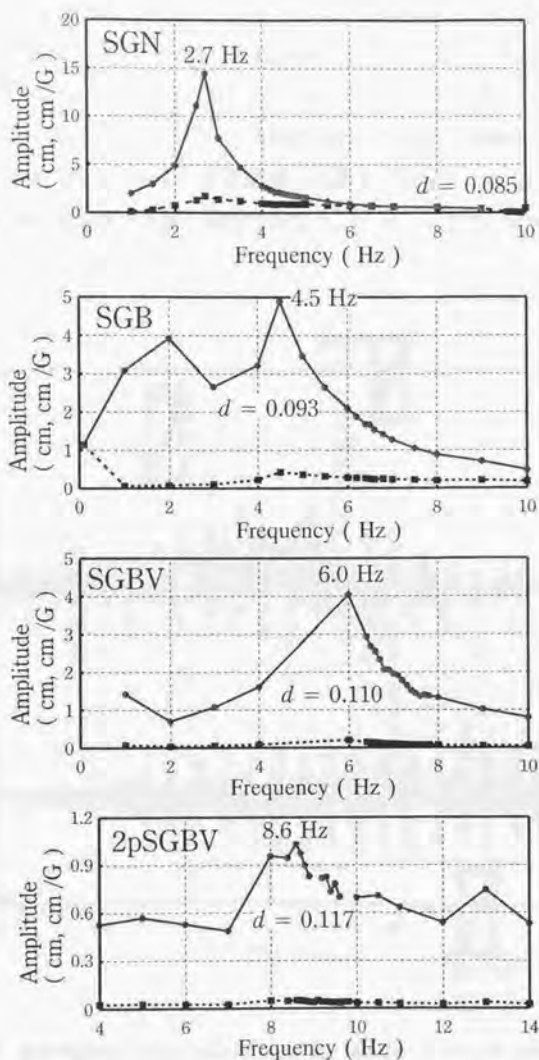 20
SGN
2.7 Hz
15
10
5
d = 0.085
0
0 2 4 6 8 10
Amplitude
( cm, cm /G )
Frequency ( Hz )
5
SGB
4.5 Hz
4
3
d = 0.093
2
1
0
0 2 4 6 8 10
Amplitude
( cm, cm /G )
Frequency ( Hz )
5
SGBV
6.0 Hz
4
3
2
d = 0.110
1
0
0 2 4 6 8 10
Amplitude
( cm, cm /G )
Frequency ( Hz )
1.2
2pSGBV
8.6 Hz
0.9
0.6
d = 0.117
0.3
0
4 6 8 10 12 14
Amplitude
( cm, cm /G )
Frequency ( Hz )